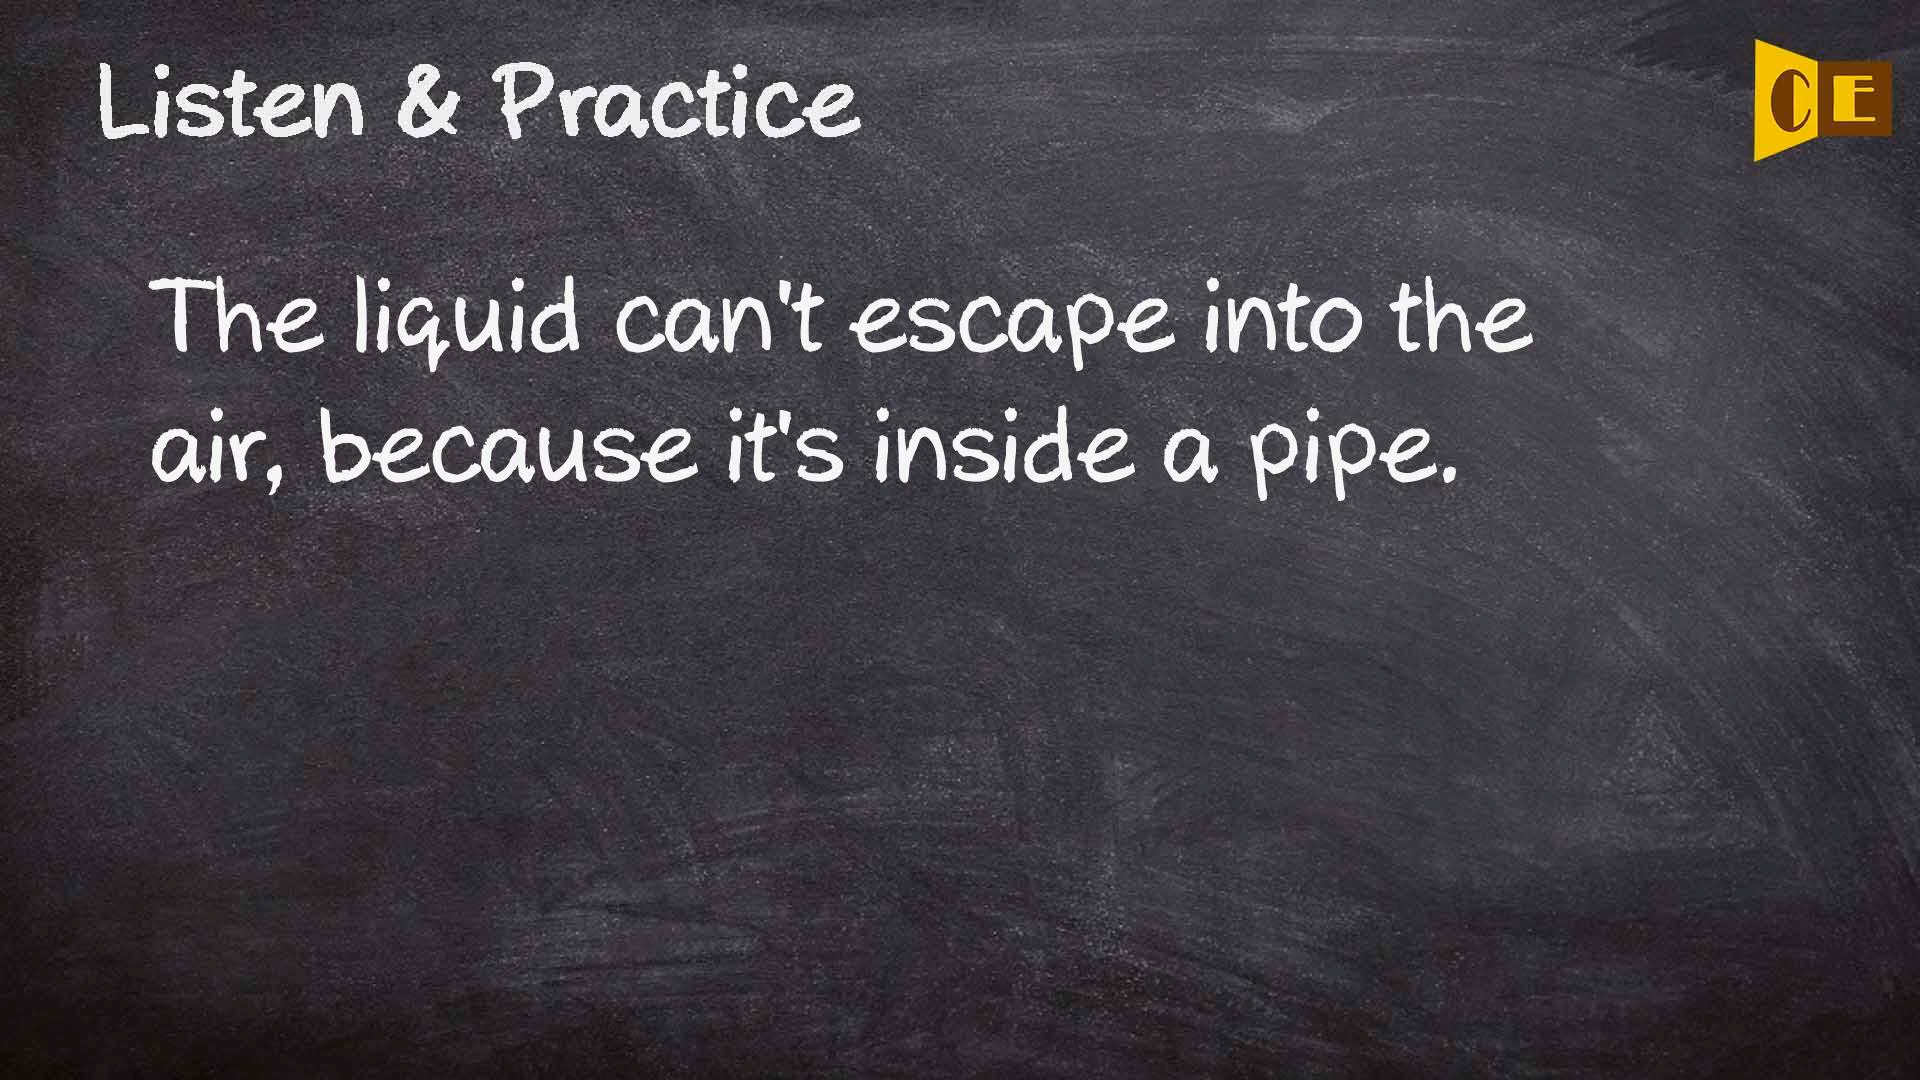 Listen & Practice
CE
The liquid can't escape into the
air, because it's inside a pipe.